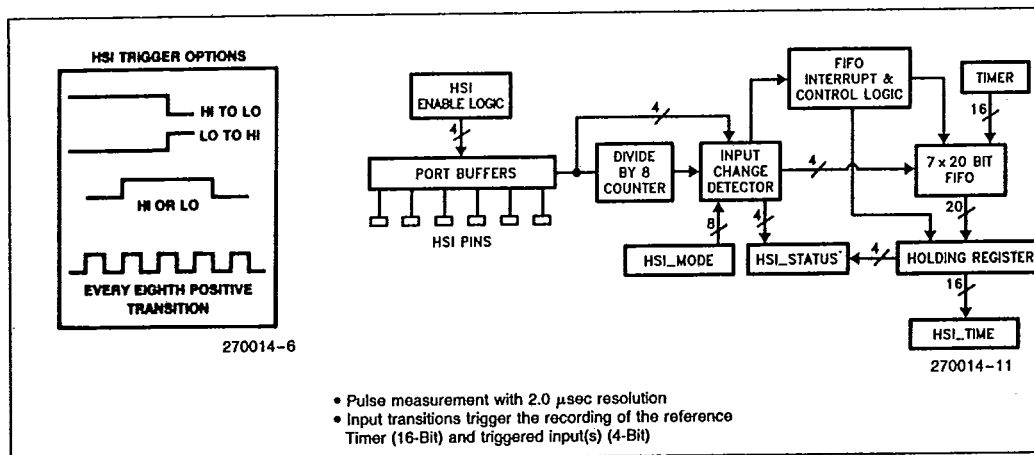 HSI TRIGGER OPTIONS
HI TO LO
LO TO HI
HI OR LO
EVERY EIGHTH POSITIVE
TRANSITION
270014-6
HSI
ENABLE LOGIC
4
PORT BUFFERS
HSI PINS
4
DIVIDE
BY 8
COUNTER
INPUT
CHANGE
DETECTOR
FIFO
INTERRUPT &
CONTROL LOGIC
TIMER
16
4
7 x 20 BIT
FIFO
20
8
4
HSI_MODE
HSI_STATUS
4
HOLDING REGISTER
16
HSI_TIME
270014-11
• Pulse measurement with 2.0 μsec resolution
• Input transitions trigger the recording of the reference
Timer (16-Bit) and triggered input(s) (4-Bit)